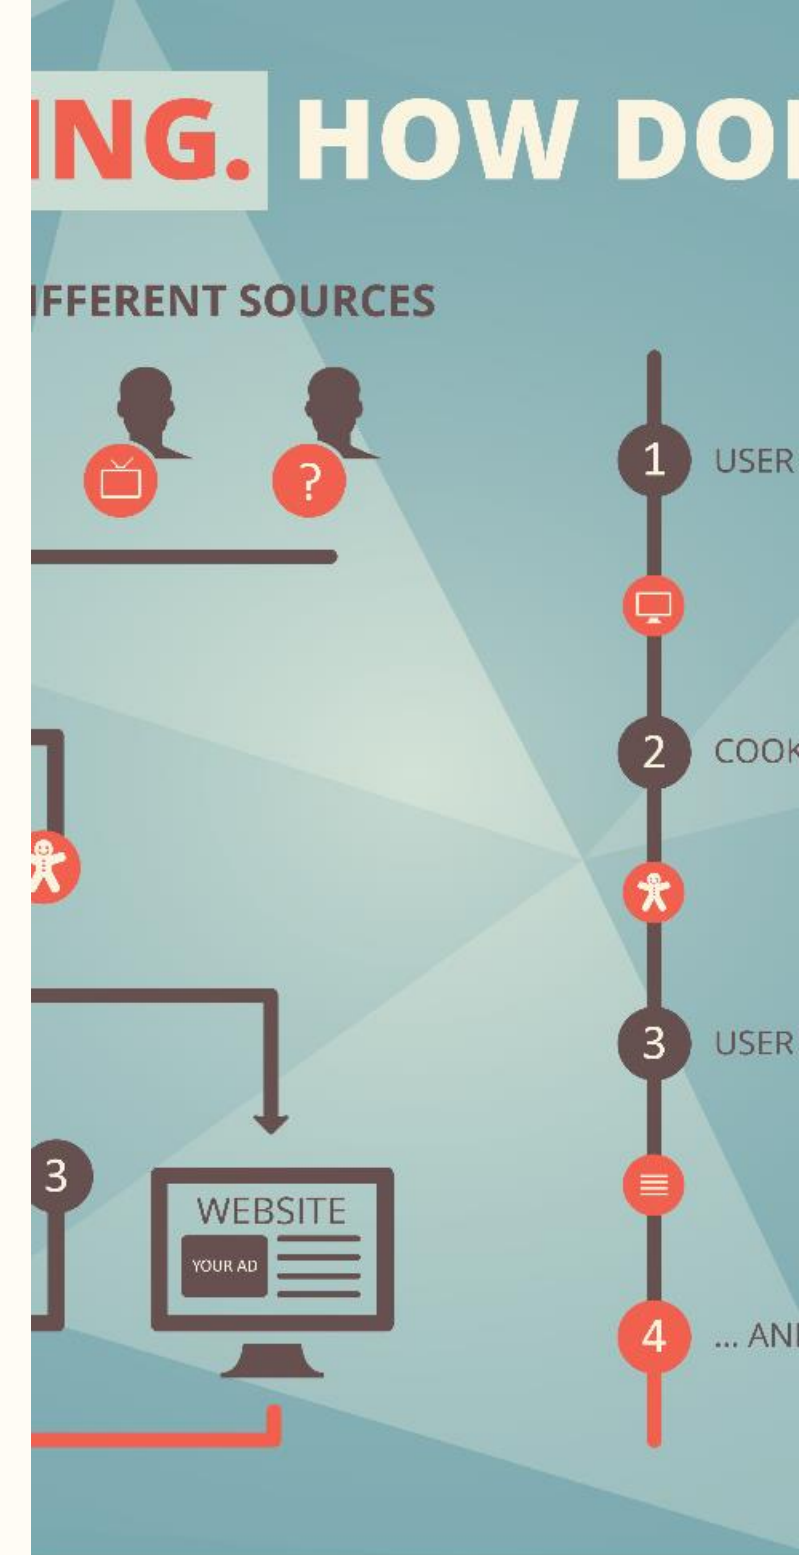 ING. HOW DO
IFFERENT SOURCES
?
1 USER
2 COOK
3 USER
3
WEBSITE
YOUR AD
4 ... AN